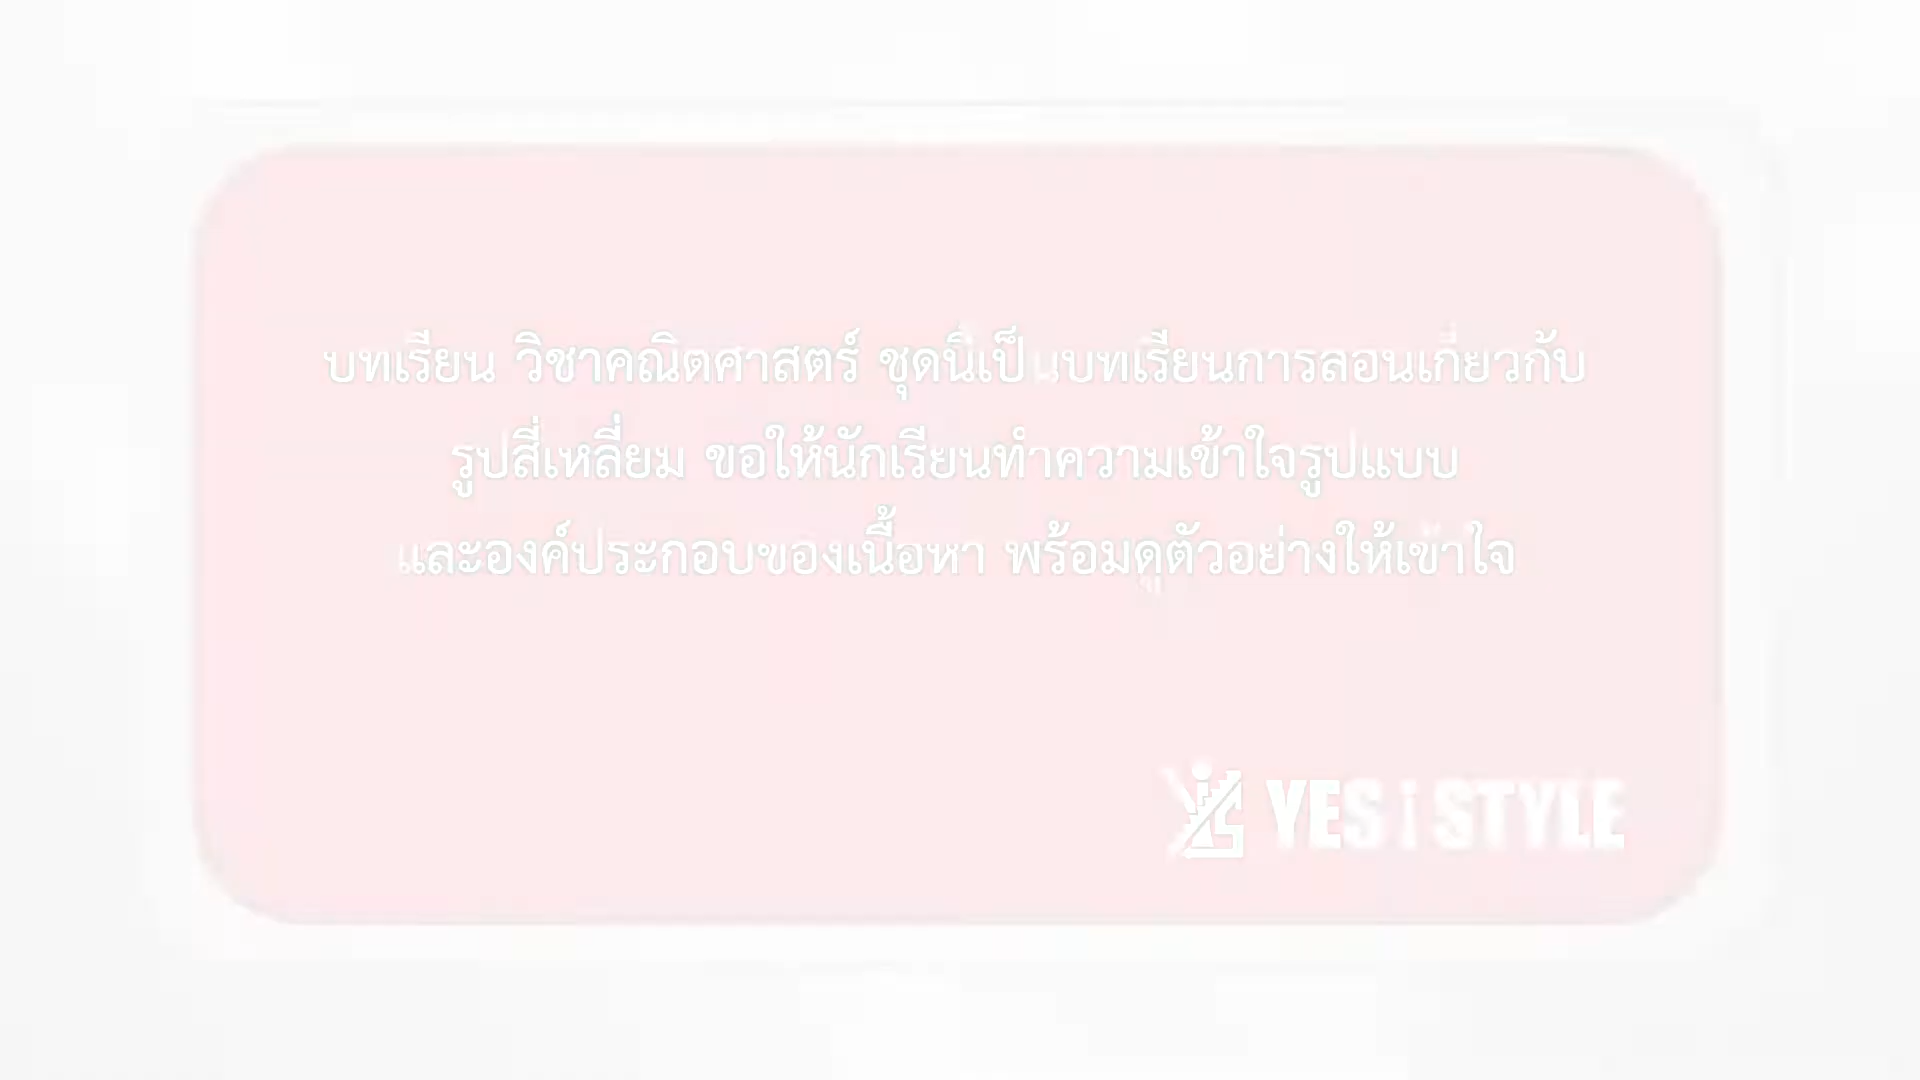 บทเรียน วิชาคณิตศาสตร์ ชุดนี้เป็นบทเรียนการสอนเกี่ยวกับ
รูปสี่เหลี่ยม ขอให้นักเรียนทำความเข้าใจรูปแบบ
และองค์ประกอบของเนื้อหา พร้อมดูตัวอย่างให้เข้าใจ
YES i STYLE